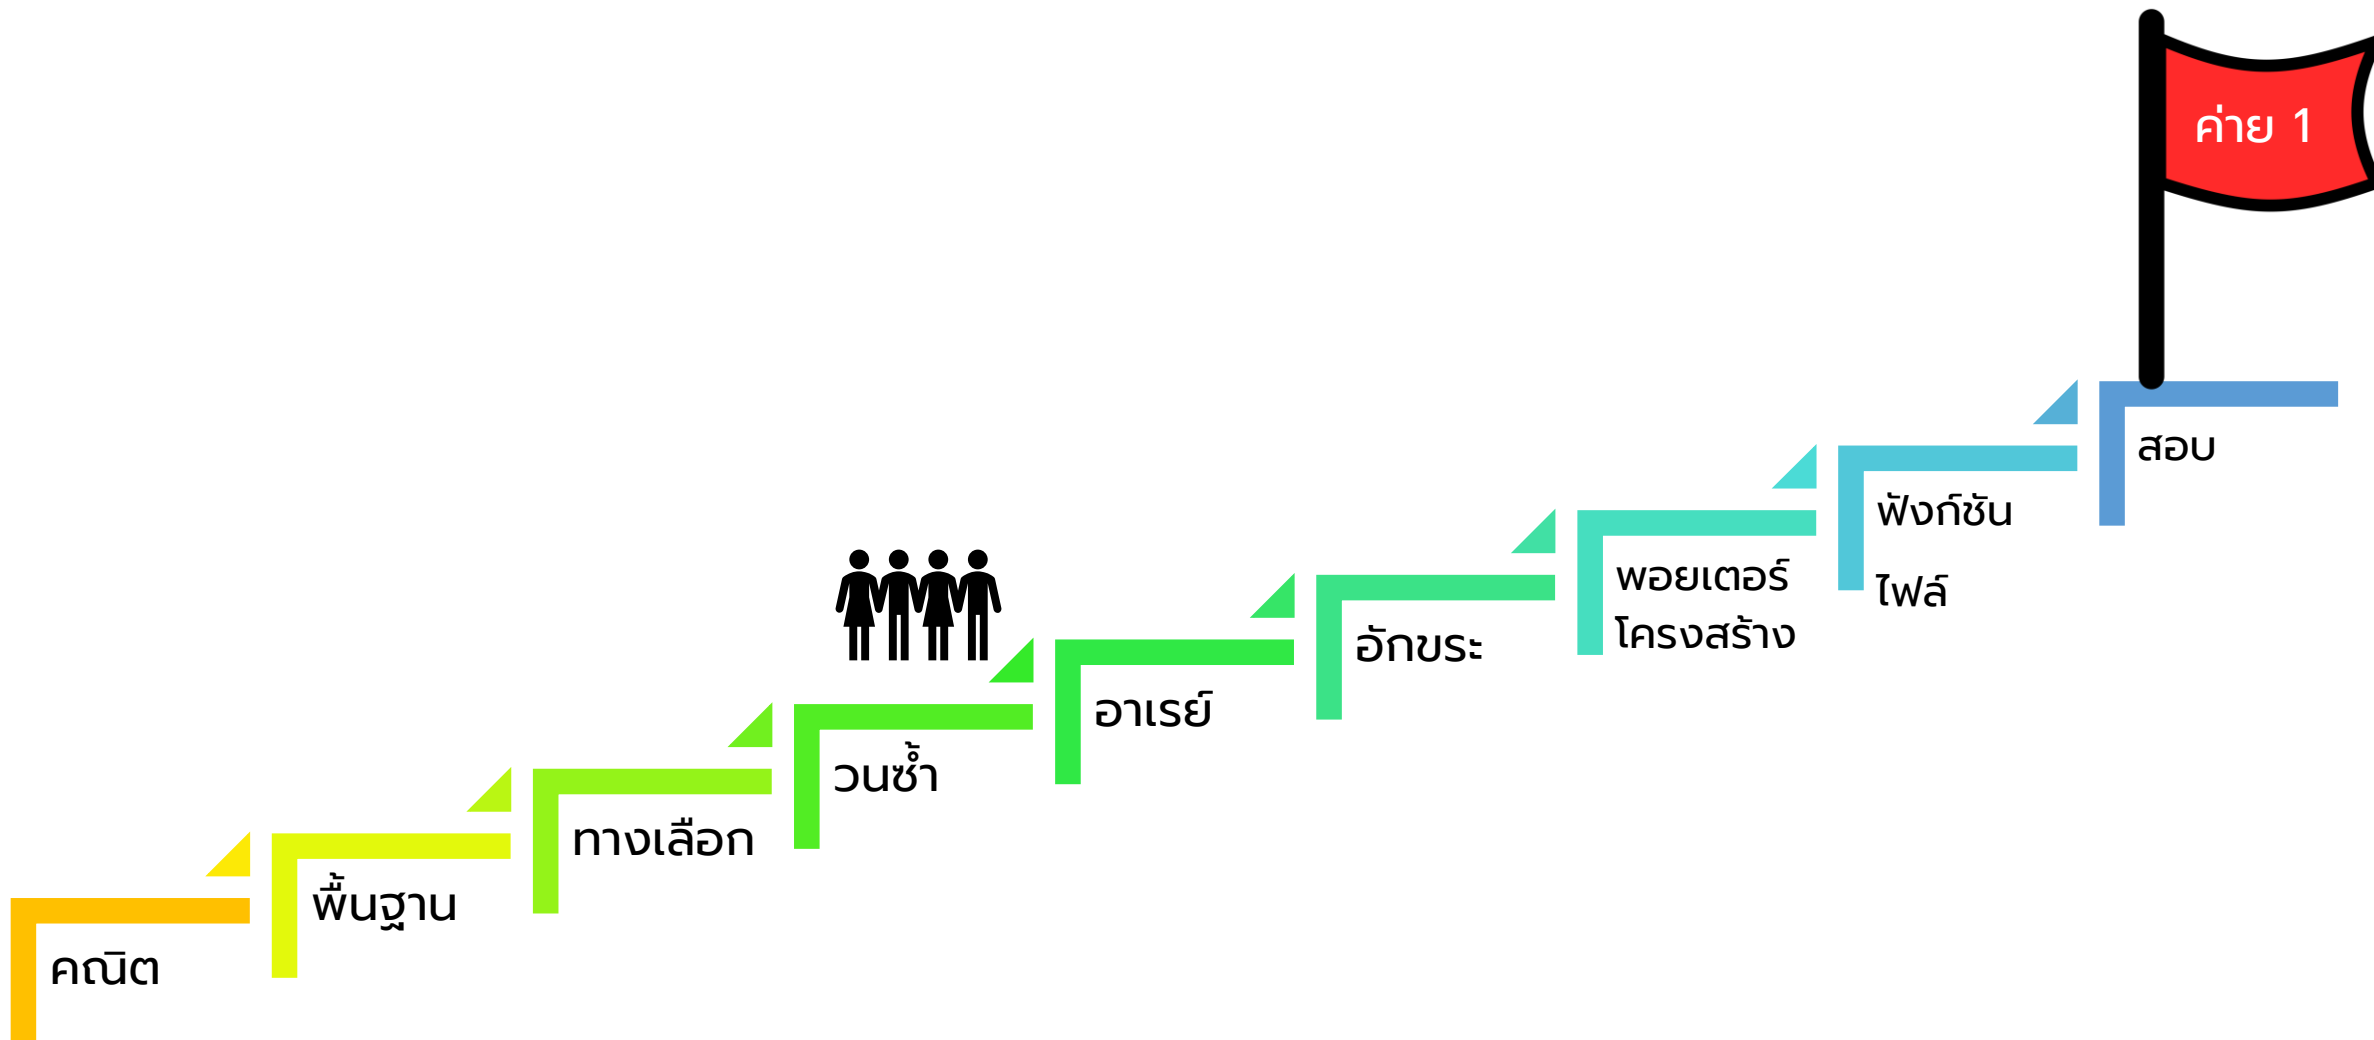 ค่าย 1
คณิต
พื้นฐาน
ทางเลือก
วนซ้ำ
อาเรย์
อักขระ
พอยเตอร์
โครงสร้าง
ฟังก์ชัน
ไฟล์
สอบ